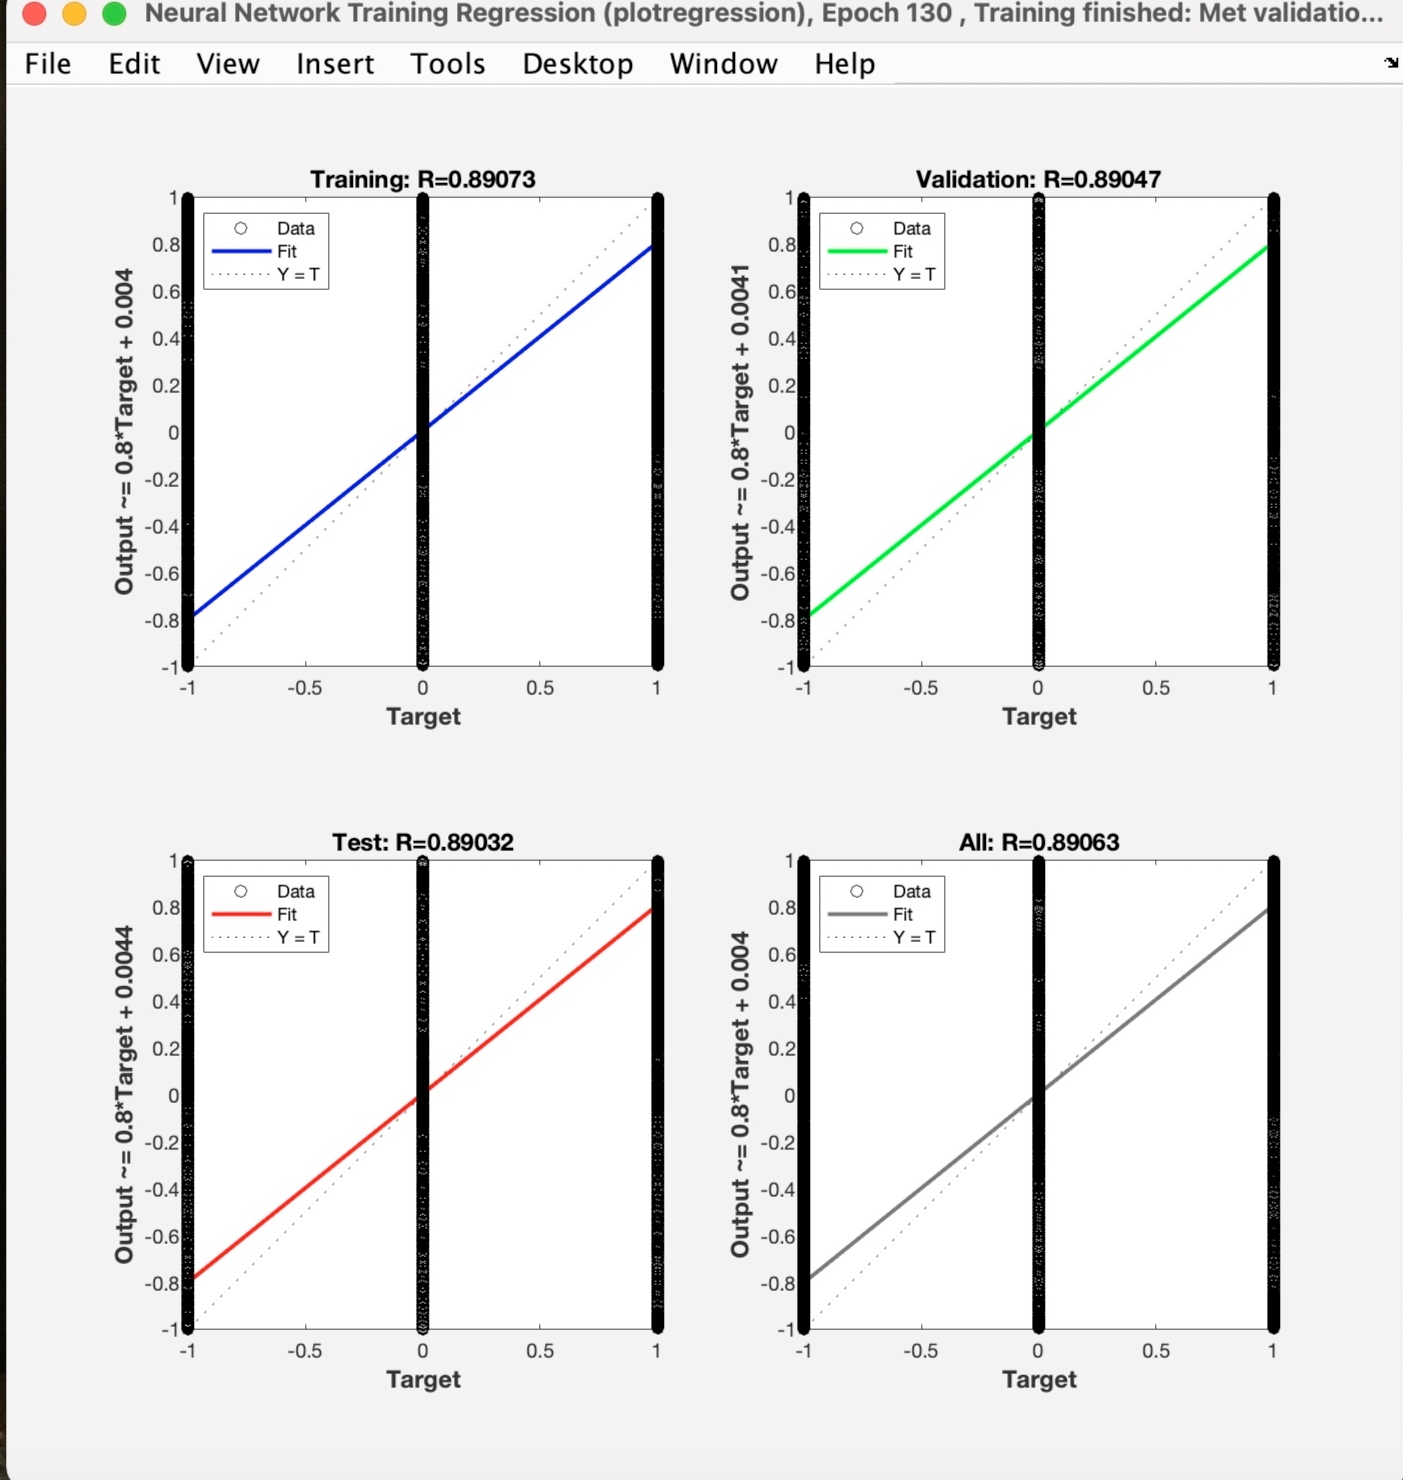 Neural Network Training Regression (plotregression), Epoch 130 , Training finished: Met validatio...
File Edit View Insert Tools Desktop Window Help
Training: R=0.89073
Output ~= 0.8*Target + 0.004
1
0.8
0.6
0.4
0.2
0
-0.2
-0.4
-0.6
-0.8
-1
Data
Fit
Y = T
-1 -0.5 0 0.5 1
Target
Validation: R=0.89047
Output ~= 0.8*Target + 0.0041
1
0.8
0.6
0.4
0.2
0
-0.2
-0.4
-0.6
-0.8
-1
Data
Fit
Y = T
-1 -0.5 0 0.5 1
Target
Test: R=0.89032
Output ~= 0.8*Target + 0.0044
1
0.8
0.6
0.4
0.2
0
-0.2
-0.4
-0.6
-0.8
-1
Data
Fit
Y = T
-1 -0.5 0 0.5 1
Target
All: R=0.89063
Output ~= 0.8*Target + 0.004
1
0.8
0.6
0.4
0.2
0
-0.2
-0.4
-0.6
-0.8
-1
Data
Fit
Y = T
-1 -0.5 0 0.5 1
Target